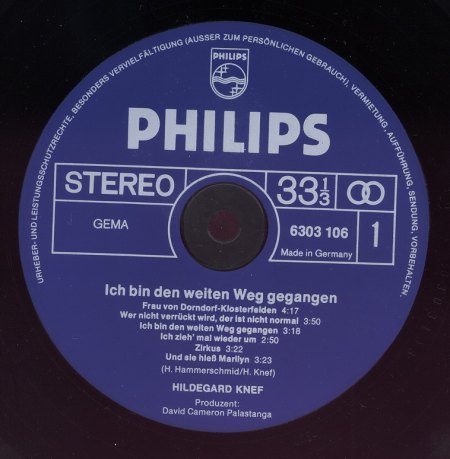 URHEBER- UND LEISTUNGSSCHUTZRECHTE, BESONDERS VERVIELFÄLTIGUNG (AUSSER ZUM PERSÖNLICHEN GEBRAUCH), VERMIETUNG, AUFFÜHRUNG, SENDUNG, VORBEHALTEN.
PHILIPS
PHILIPS
STEREO 33 1/3
GEMA 6303 106 1
Made in Germany
Ich bin den weiten Weg gegangen
Frau von Dorndorf-Klosterfelden 4:17
Wer nicht verrückt wird, der ist nicht normal 3:50
Ich bin den weiten Weg gegangen 3:18
Ich zieh' mal wieder um 2:50
Zirkus 3:22
Und sie hieß Marilyn 3:23
(H. Hammerschmid/H. Knef)
HILDEGARD KNEF
Produzent:
David Cameron Palastanga